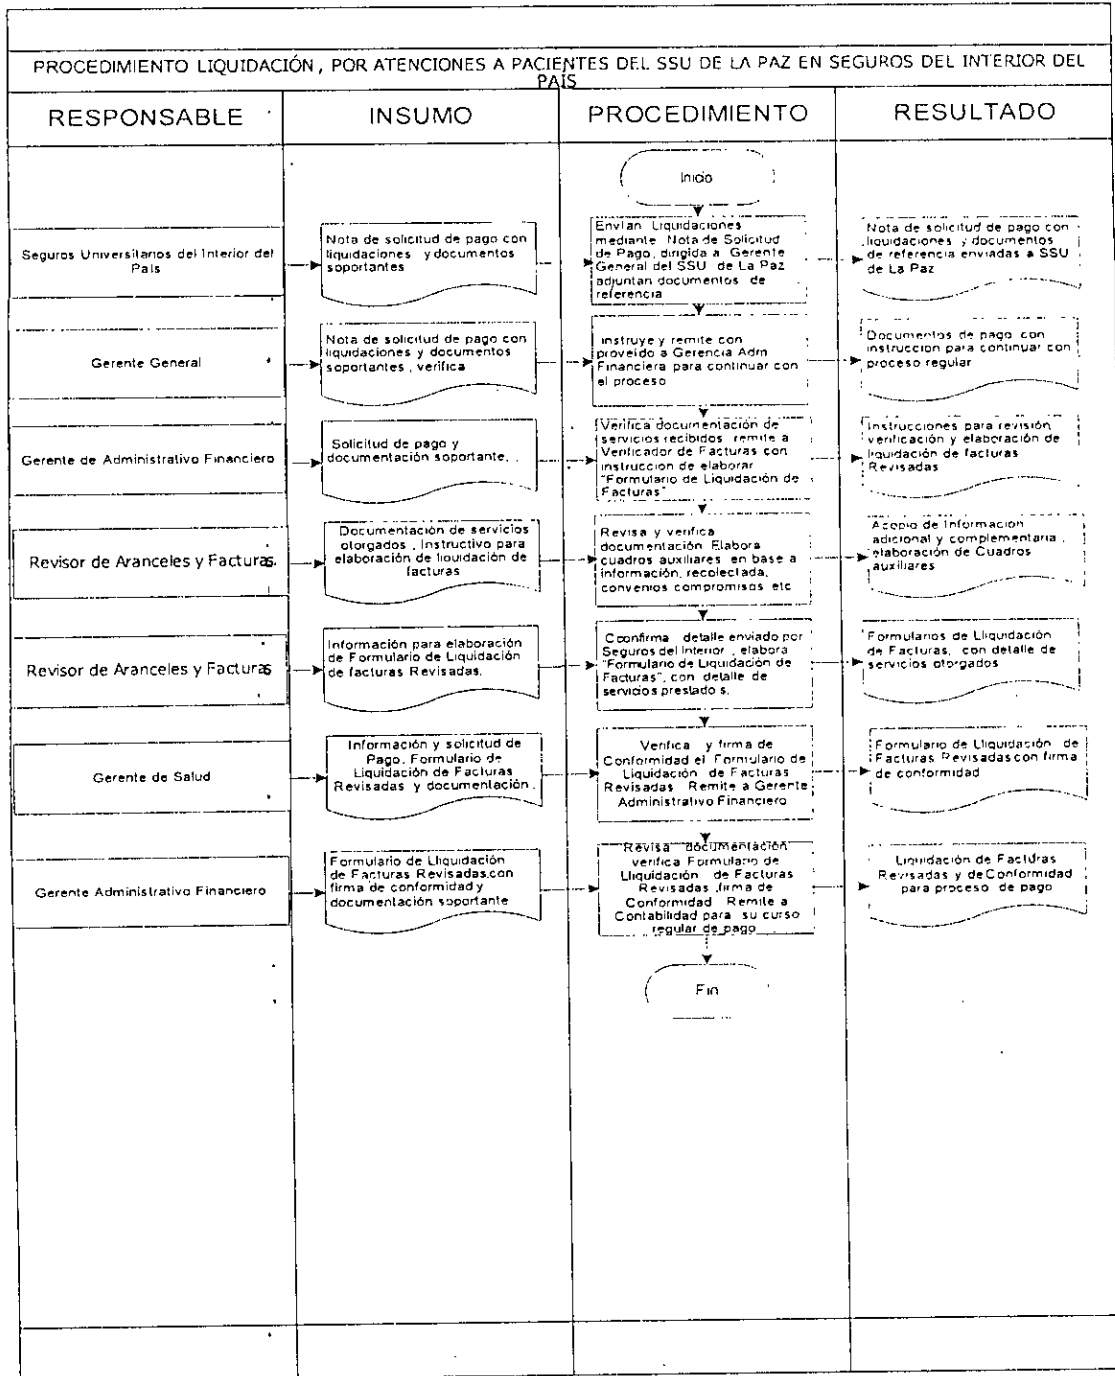 PROCEDIMIENTO LIQUIDACIÓN, POR ATENCIONES A PACIENTES DEL SSU DE LA PAZ EN SEGUROS DEL INTERIOR DEL
PAÍS
RESPONSABLE
INSUMO
PROCEDIMIENTO
RESULTADO
Inicio
Seguros Universitarios del Interior del
País
Nota de solicitud de pago con
liquidaciones y documentos
soportantes
Envían Liquidaciones
mediante Nota de Solicitud
de Pago, dirigida a Gerente
General del SSU de La Paz
adjuntan documentos de
referencia
Nota de solicitud de pago con
liquidaciones y documentos
de referencia enviadas a SSU
de La Paz
Gerente General
Nota de solicitud de pago con
liquidaciones y documentos
soportantes, verifica
Instruye y remite con
proveido a Gerencia Adm
Financiera para continuar con
el proceso
Documentos de pago con
instrucción para continuar con
proceso regular
Gerente de Administrativo Financiero
Solicitud de pago y
documentación soportante. .
Verifica documentación de
servicios recibidos remite a
Verificador de Facturas con
instruccion de elaborar
"Formulario de Liquidación de
Facturas"
Instrucciones para revisión
verificación y elaboración de
liquidación de facturas
Revisadas
Revisor de Aranceles y Facturas.
Documentación de servicios
otorgados , Instructivo para
elaboración de liquidación de
facturas
Revisa y verifica
documentación Elabora
cuadros auxiliares en base a
información, recolectada,
convenios compromisos etc
Acopio de Información
adicional y complementaria ,
elaboración de Cuadros
auxiliares
Revisor de Aranceles y Facturas
Información para elaboración
de Formulario de Liquidación
de facturas Revisadas.
Cconfirma detalle enviado por
Seguros del Interior , elabora
"Formulario de Liquidación de
Facturas", con detalle de
servicios prestado s.
Formularios de Lliquidación
de Facturas, con detalle de
servicios otorgados
Gerente de Salud
Información y solicitud de
Pago. Formulario de
Liquidación de Facturas
Revisadas y documentación .
Verifica y firma de
Conformidad el Formulario de
Liquidación de Facturas
Revisadas Remite a Gerente
Administrativo Financiero
Formulario de Lliquidación de
Facturas Revisadas con firma
de conformidad
Gerente Administrativo Financiero
Formulario de Lliquidación
de Facturas Revisadas,con
firma de conformidad y
documentación soportante
Revisa documentación
verifica Formulario de
Lliquidación de Facturas
Revisadas ,firma de
Conformidad Remite a
Contabilidad para su curso
regular de pago
Liquidación de Facturas
Revisadas y de Conformidad
para proceso de pago
Fin